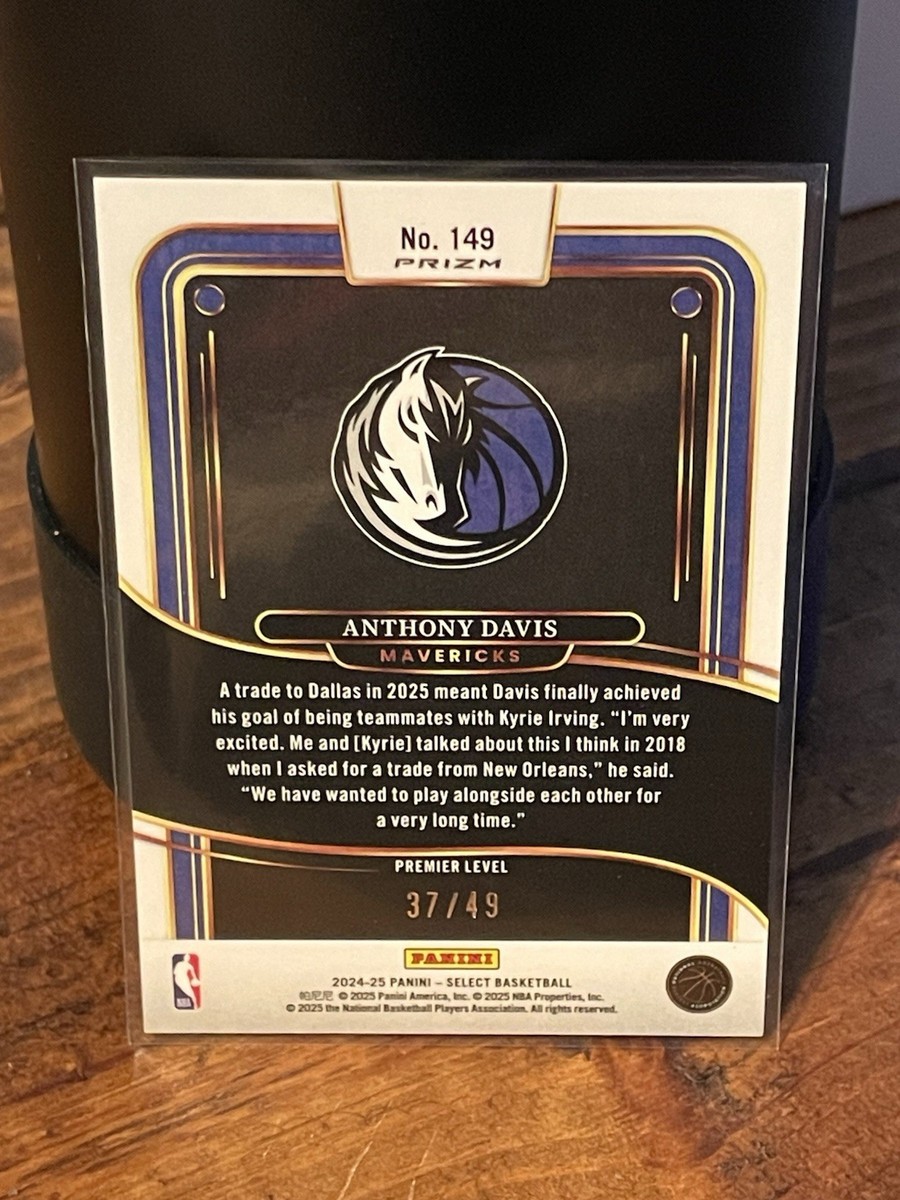 No. 149
PRIZM
ANTHONY DAVIS
MAVERICKS
A trade to Dallas in 2025 meant Davis finally achieved
his goal of being teammates with Kyrie Irving. “I’m very
excited. Me and [Kyrie] talked about this I think in 2018
when I asked for a trade from New Orleans,” he said.
“We have wanted to play alongside each other for
a very long time.”
PREMIER LEVEL
37/49
PANINI
2024-25 PANINI – SELECT BASKETBALL
帕尼尼 © 2025 Panini America, Inc. © 2025 NBA Properties, Inc.
© 2025 the National Basketball Players Association. All rights reserved.
NBA